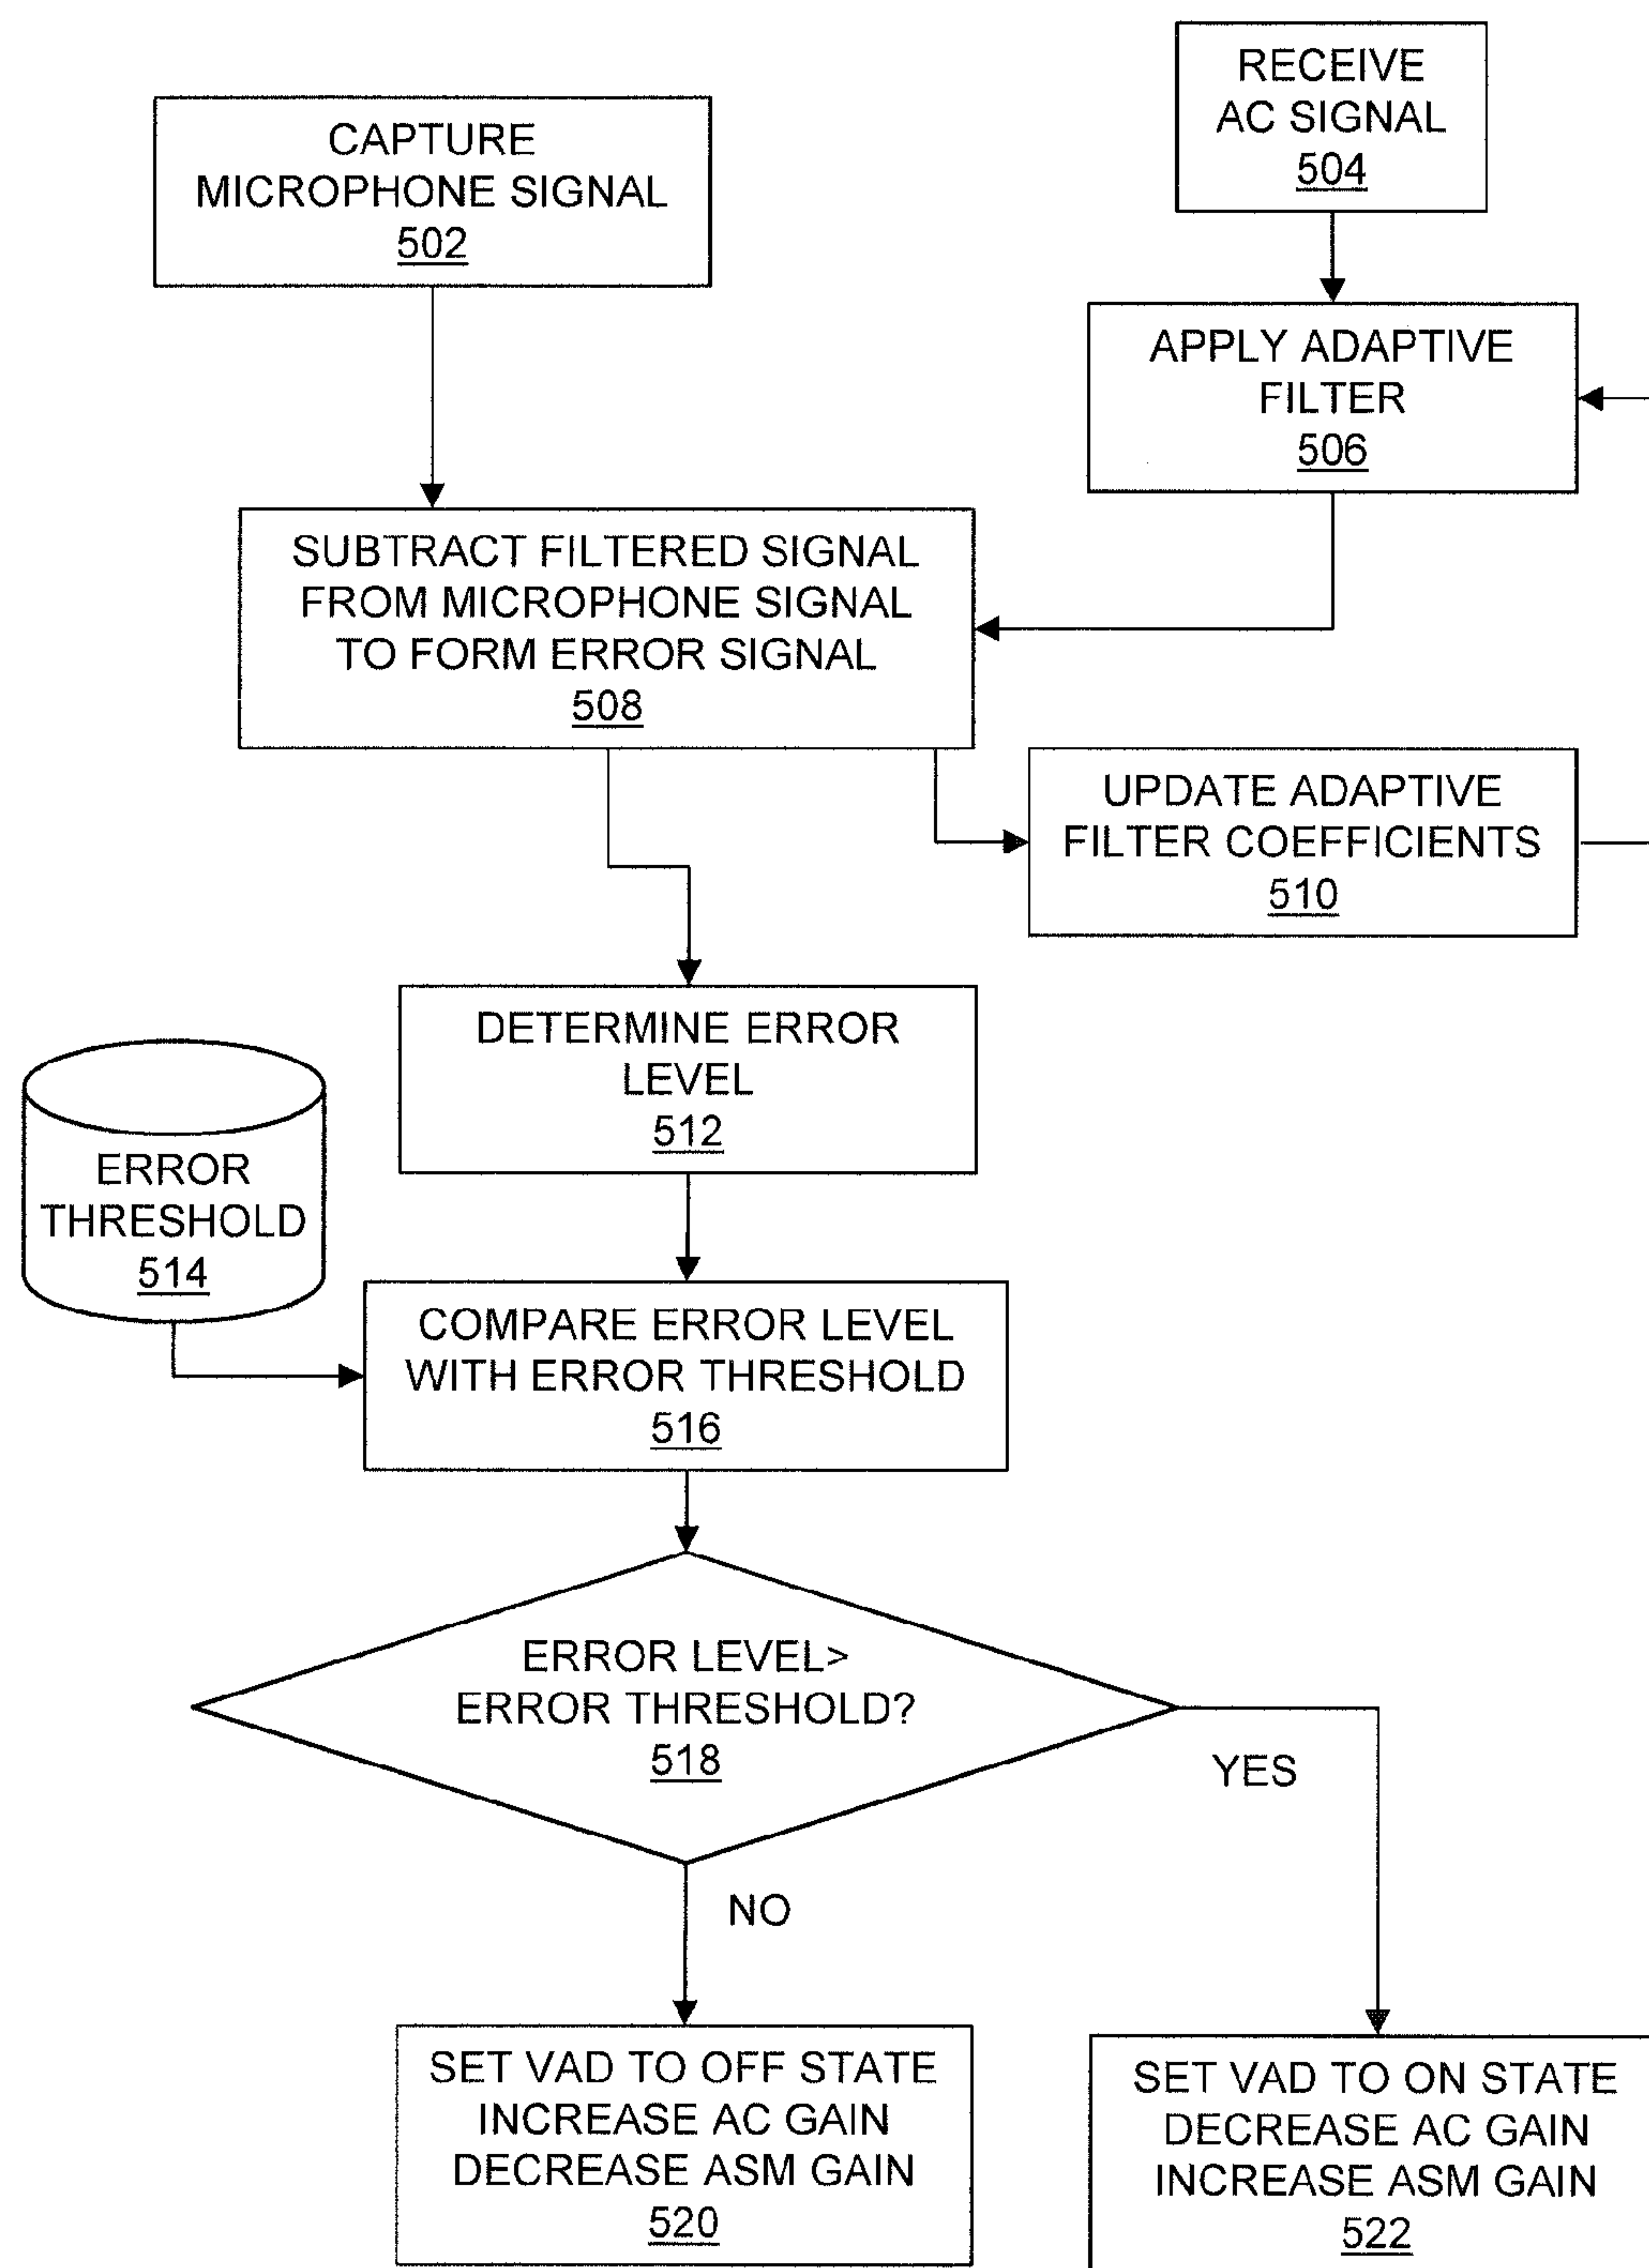 RECEIVE
AC SIGNAL
504
CAPTURE
MICROPHONE SIGNAL
502
APPLY ADAPTIVE
FILTER
506
SUBTRACT FILTERED SIGNAL
FROM MICROPHONE SIGNAL
TO FORM ERROR SIGNAL
508
UPDATE ADAPTIVE
FILTER COEFFICIENTS
510
DETERMINE ERROR
LEVEL
512
ERROR
THRESHOLD
514
COMPARE ERROR LEVEL
WITH ERROR THRESHOLD
516
ERROR LEVEL>
ERROR THRESHOLD?
518
YES
NO
SET VAD TO OFF STATE
INCREASE AC GAIN
DECREASE ASM GAIN
520
SET VAD TO ON STATE
DECREASE AC GAIN
INCREASE ASM GAIN
522